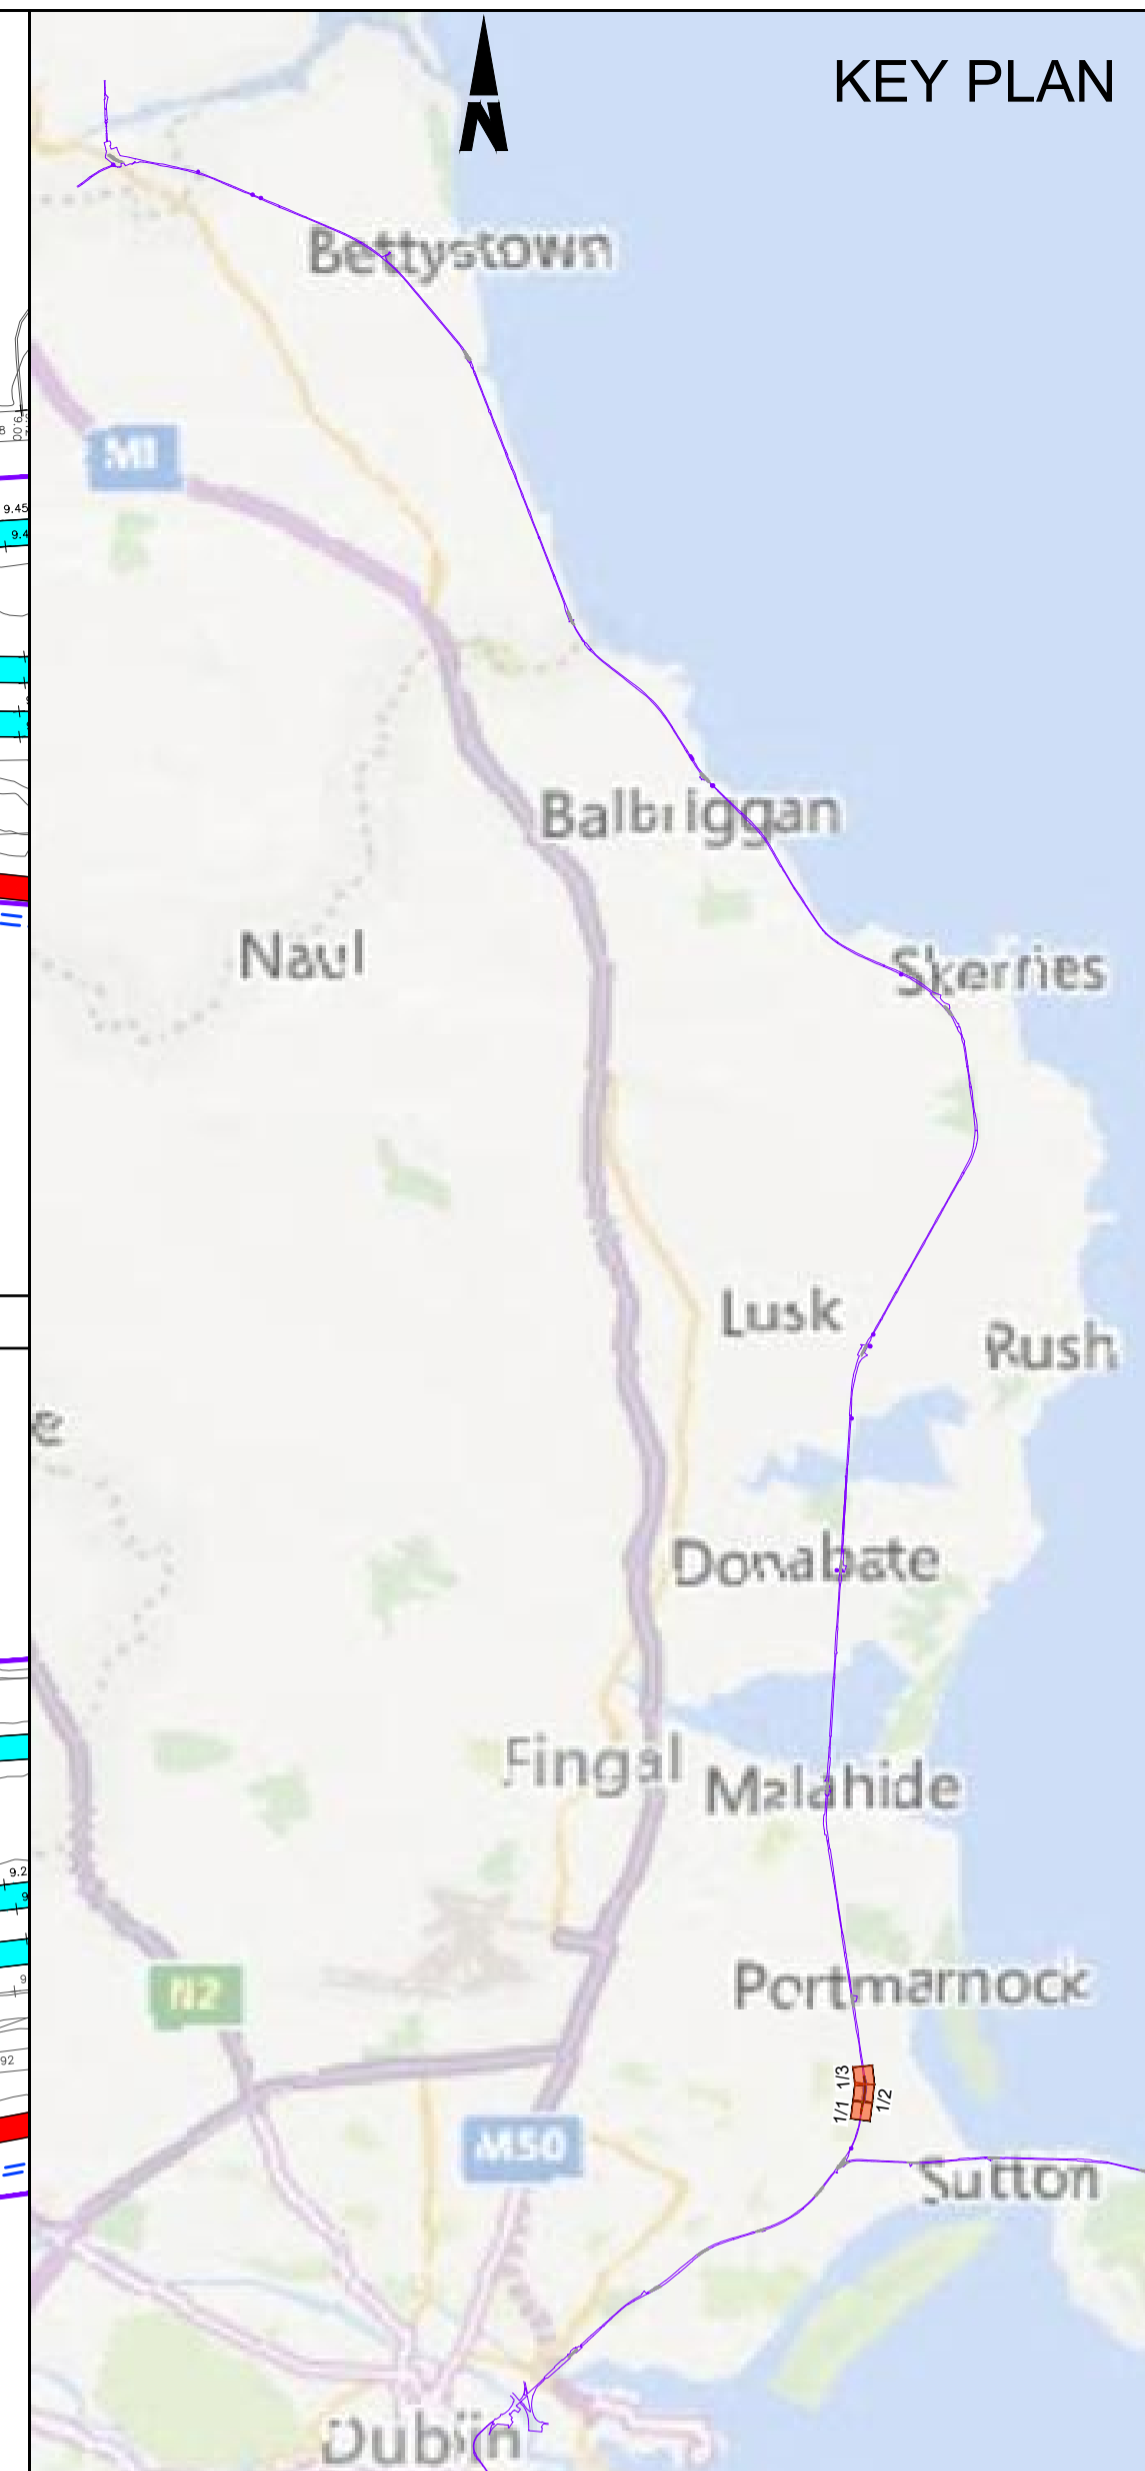 KEY PLAN
N
Bettystown
M1
9.45
9.4
Balbriggan
Naul
Skerries
Lusk
Rush
e
Donabate
Fingal
Malahide
9.2
9
N2
Portmarnock
92
1/1 1/3
1/2
M50
Sutton
Dublin